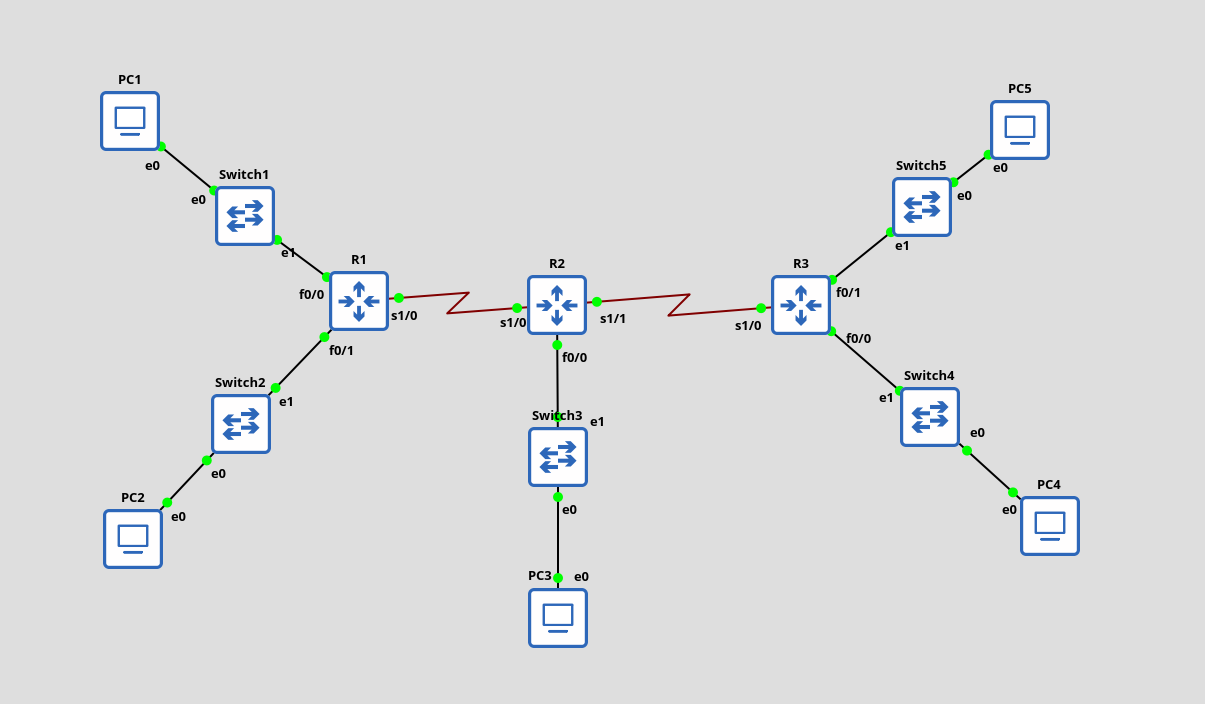 PC1
e0
e0
Switch1
e1
f0/0
R1
s1/0
f0/1
Switch2
e1
e0
PC2
e0
s1/0
R2
s1/1
f0/0
Switch3
e1
e0
PC3
e0
s1/0
R3
f0/1
f0/0
e1
Switch5
e0
PC5
e0
e1
Switch4
e0
PC4
e0